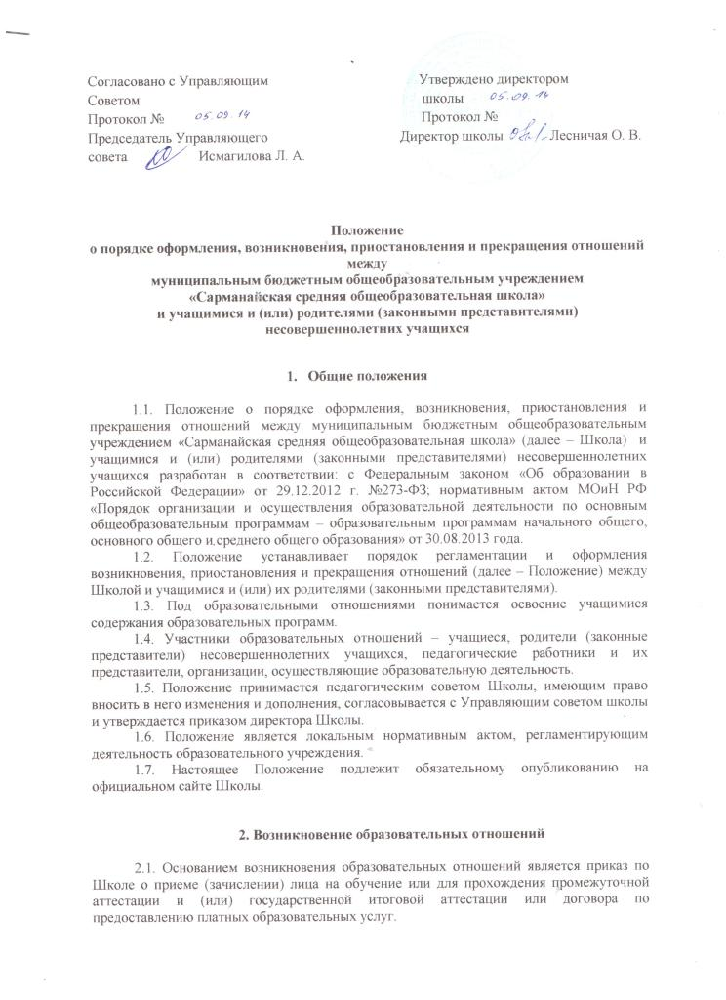 Согласовано с Управляющим
Советом
Протокол № 05.09.14
Председатель Управляющего
совета Исмагилова Л. А.
Утверждено директором
школы 05.09.14
Протокол №
Директор школы Лесничая О. В.
Положение
о порядке оформления, возникновения, приостановления и прекращения отношений
между
муниципальным бюджетным общеобразовательным учреждением
«Сарманайская средняя общеобразовательная школа»
и учащимися и (или) родителями (законными представителями)
несовершеннолетних учащихся
1. Общие положения
1.1. Положение о порядке оформления, возникновения, приостановления и
прекращения отношений между муниципальным бюджетным общеобразовательным
учреждением «Сарманайская средняя общеобразовательная школа» (далее – Школа) и
учащимися и (или) родителями (законными представителями) несовершеннолетних
учащихся разработан в соответствии: с Федеральным законом «Об образовании в
Российской Федерации» от 29.12.2012 г. №273-ФЗ; нормативным актом МОиН РФ
«Порядок организации и осуществления образовательной деятельности по основным
общеобразовательным программам – образовательным программам начального общего,
основного общего и среднего общего образования» от 30.08.2013 года.
1.2. Положение устанавливает порядок регламентации и оформления
возникновения, приостановления и прекращения отношений (далее – Положение) между
Школой и учащимися и (или) их родителями (законными представителями).
1.3. Под образовательными отношениями понимается освоение учащимися
содержания образовательных программ.
1.4. Участники образовательных отношений – учащиеся, родители (законные
представители) несовершеннолетних учащихся, педагогические работники и их
представители, организации, осуществляющие образовательную деятельность.
1.5. Положение принимается педагогическим советом Школы, имеющим право
вносить в него изменения и дополнения, согласовывается с Управляющим советом школы
и утверждается приказом директора Школы.
1.6. Положение является локальным нормативным актом, регламентирующим
деятельность образовательного учреждения.
1.7. Настоящее Положение подлежит обязательному опубликованию на
официальном сайте Школы.
2. Возникновение образовательных отношений
2.1. Основанием возникновения образовательных отношений является приказ по
Школе о приеме (зачислении) лица на обучение или для прохождения промежуточной
аттестации и (или) государственной итоговой аттестации или договора по
предоставлению платных образовательных услуг.